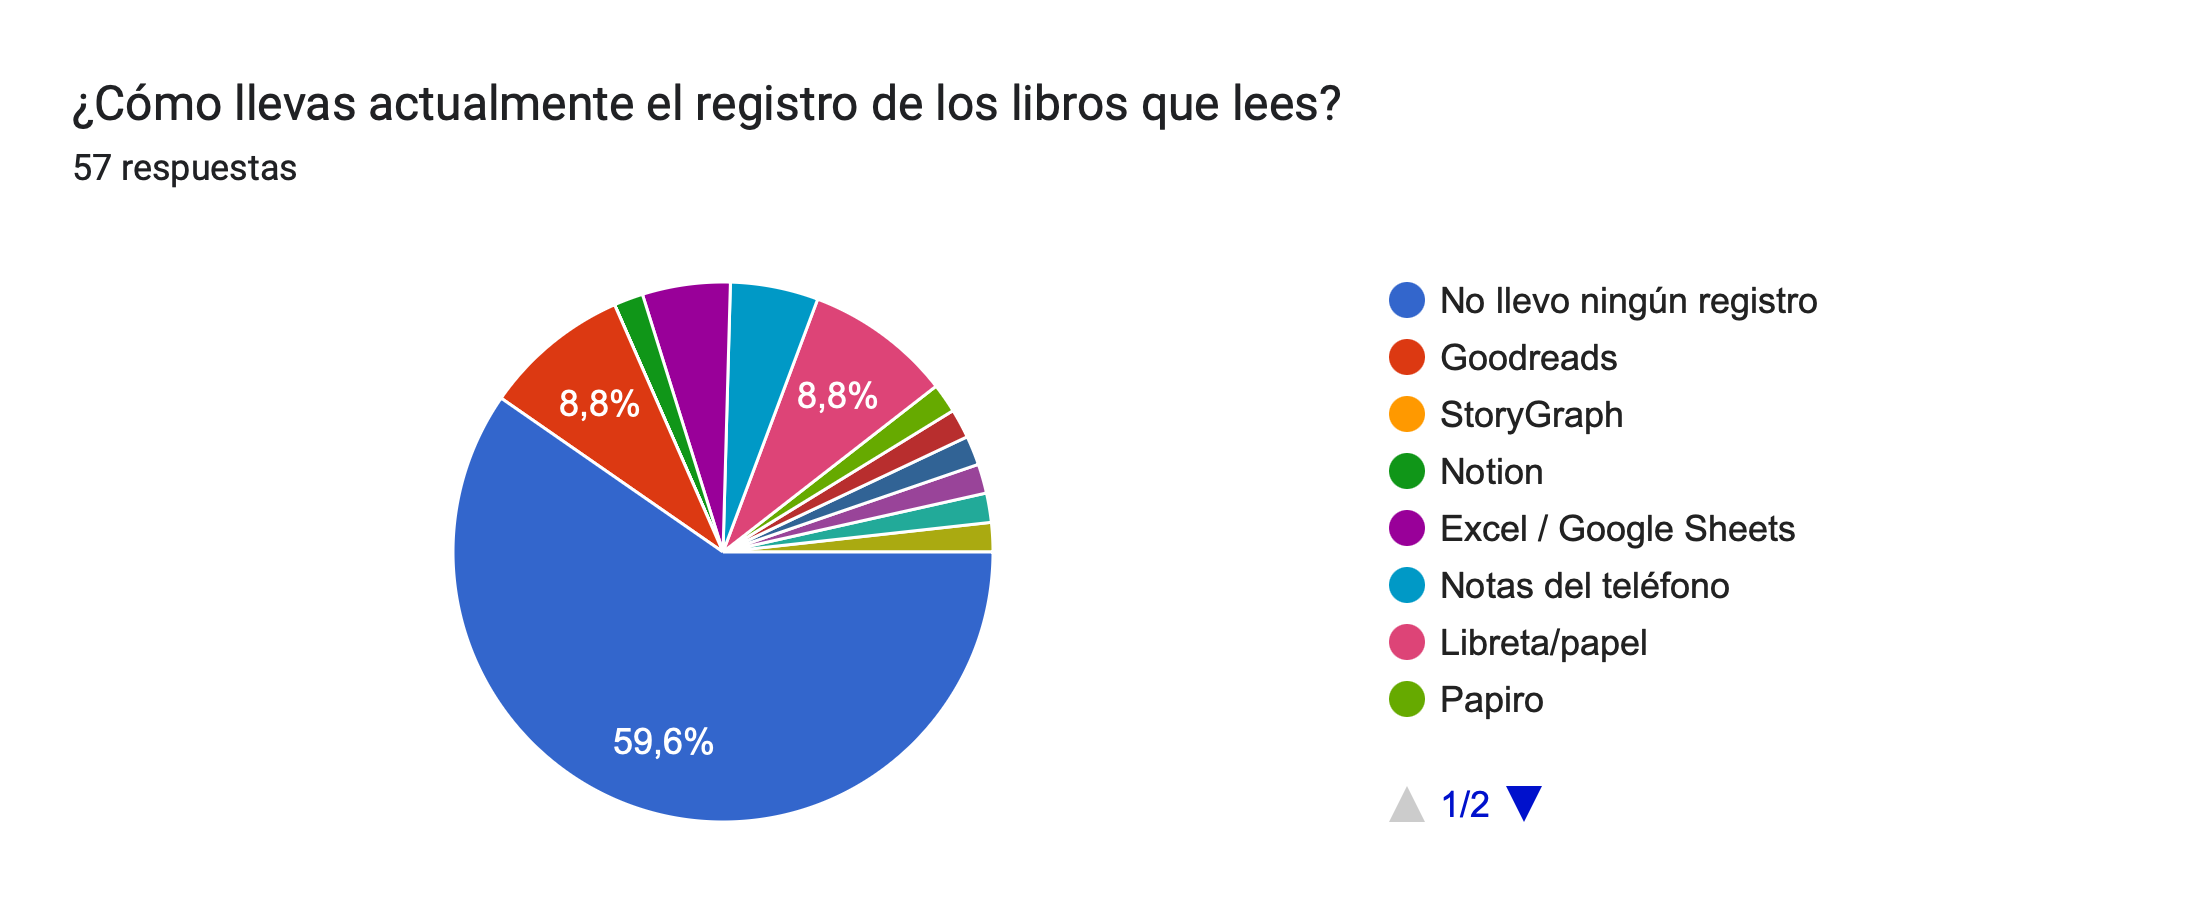 ¿Cómo llevas actualmente el registro de los libros que lees?
57 respuestas
8,8%
8,8%
59,6%
No llevo ningún registro
Goodreads
StoryGraph
Notion
Excel / Google Sheets
Notas del teléfono
Libreta/papel
Papiro
1/2